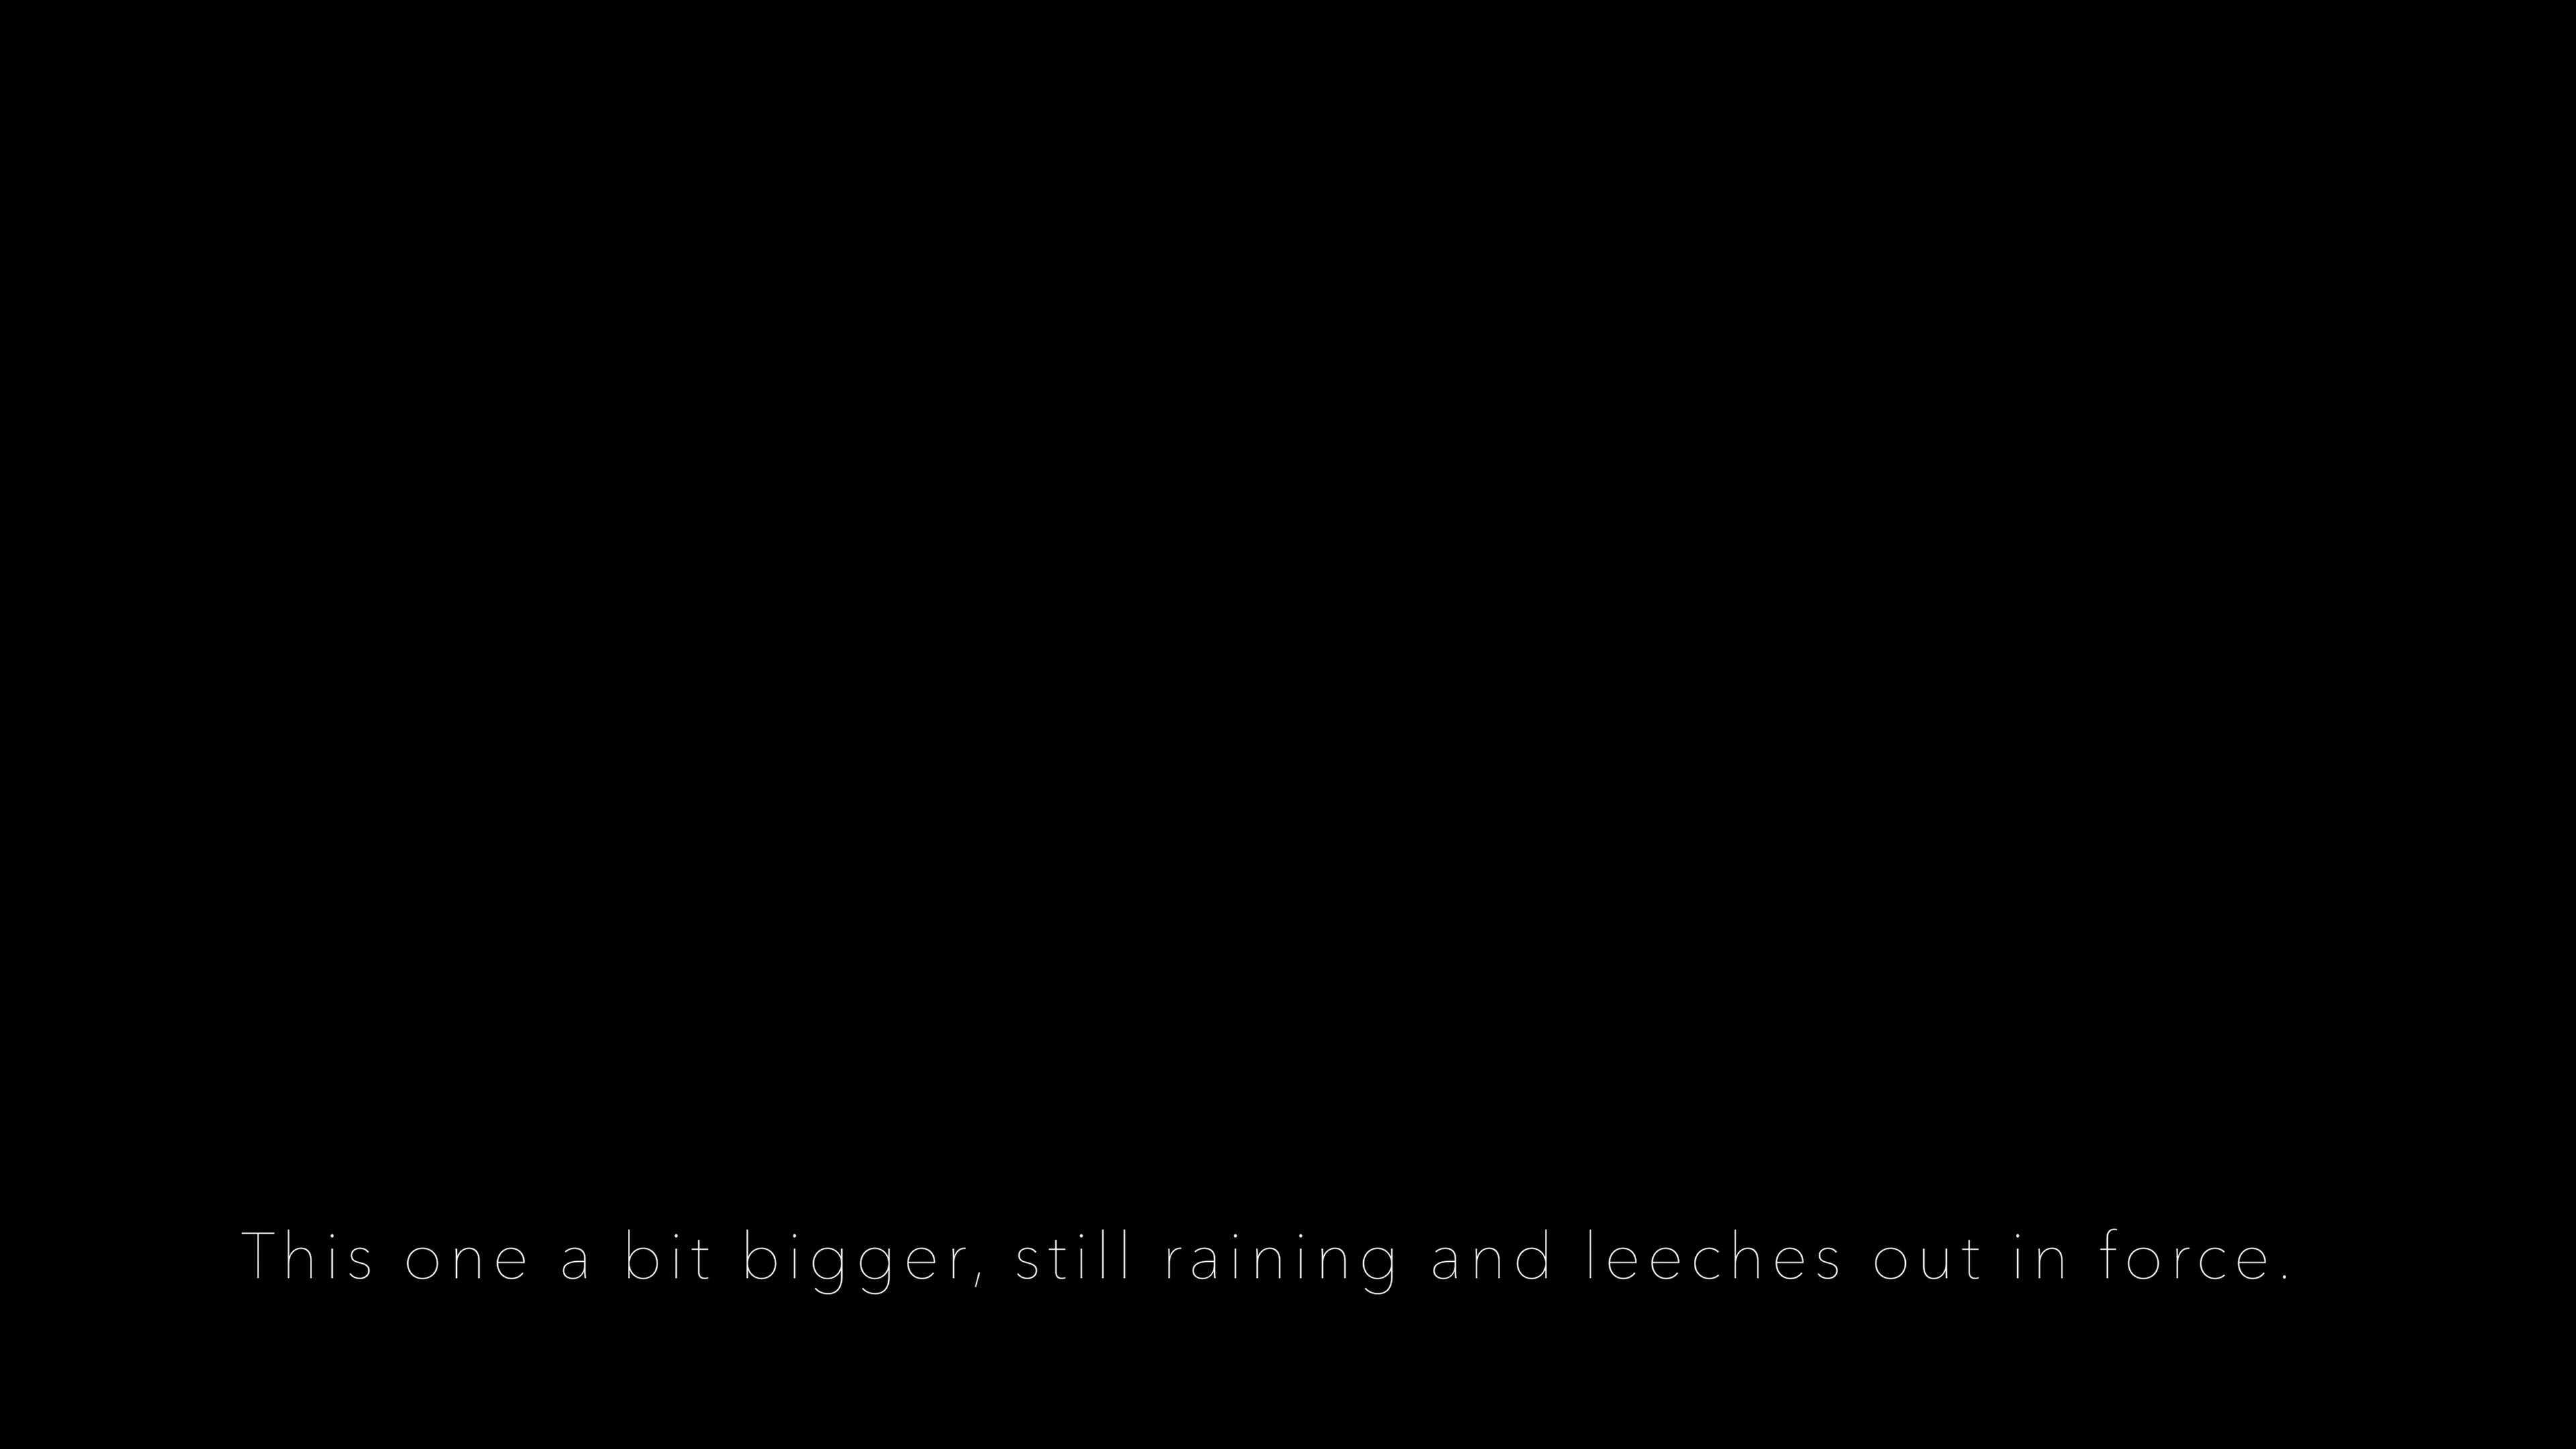 This one a bit bigger, still raining and leeches out in force.